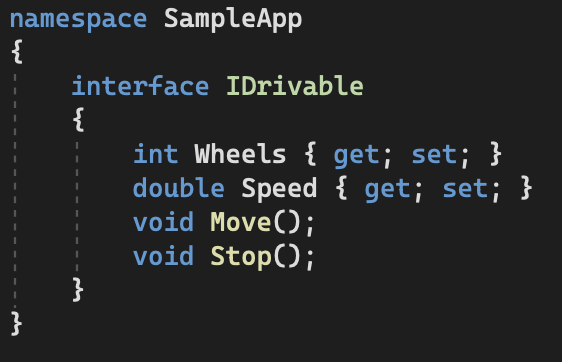 namespace SampleApp
{
    interface IDrivable
    {
        int Wheels { get; set; }
        double Speed { get; set; }
        void Move();
        void Stop();
    }
}